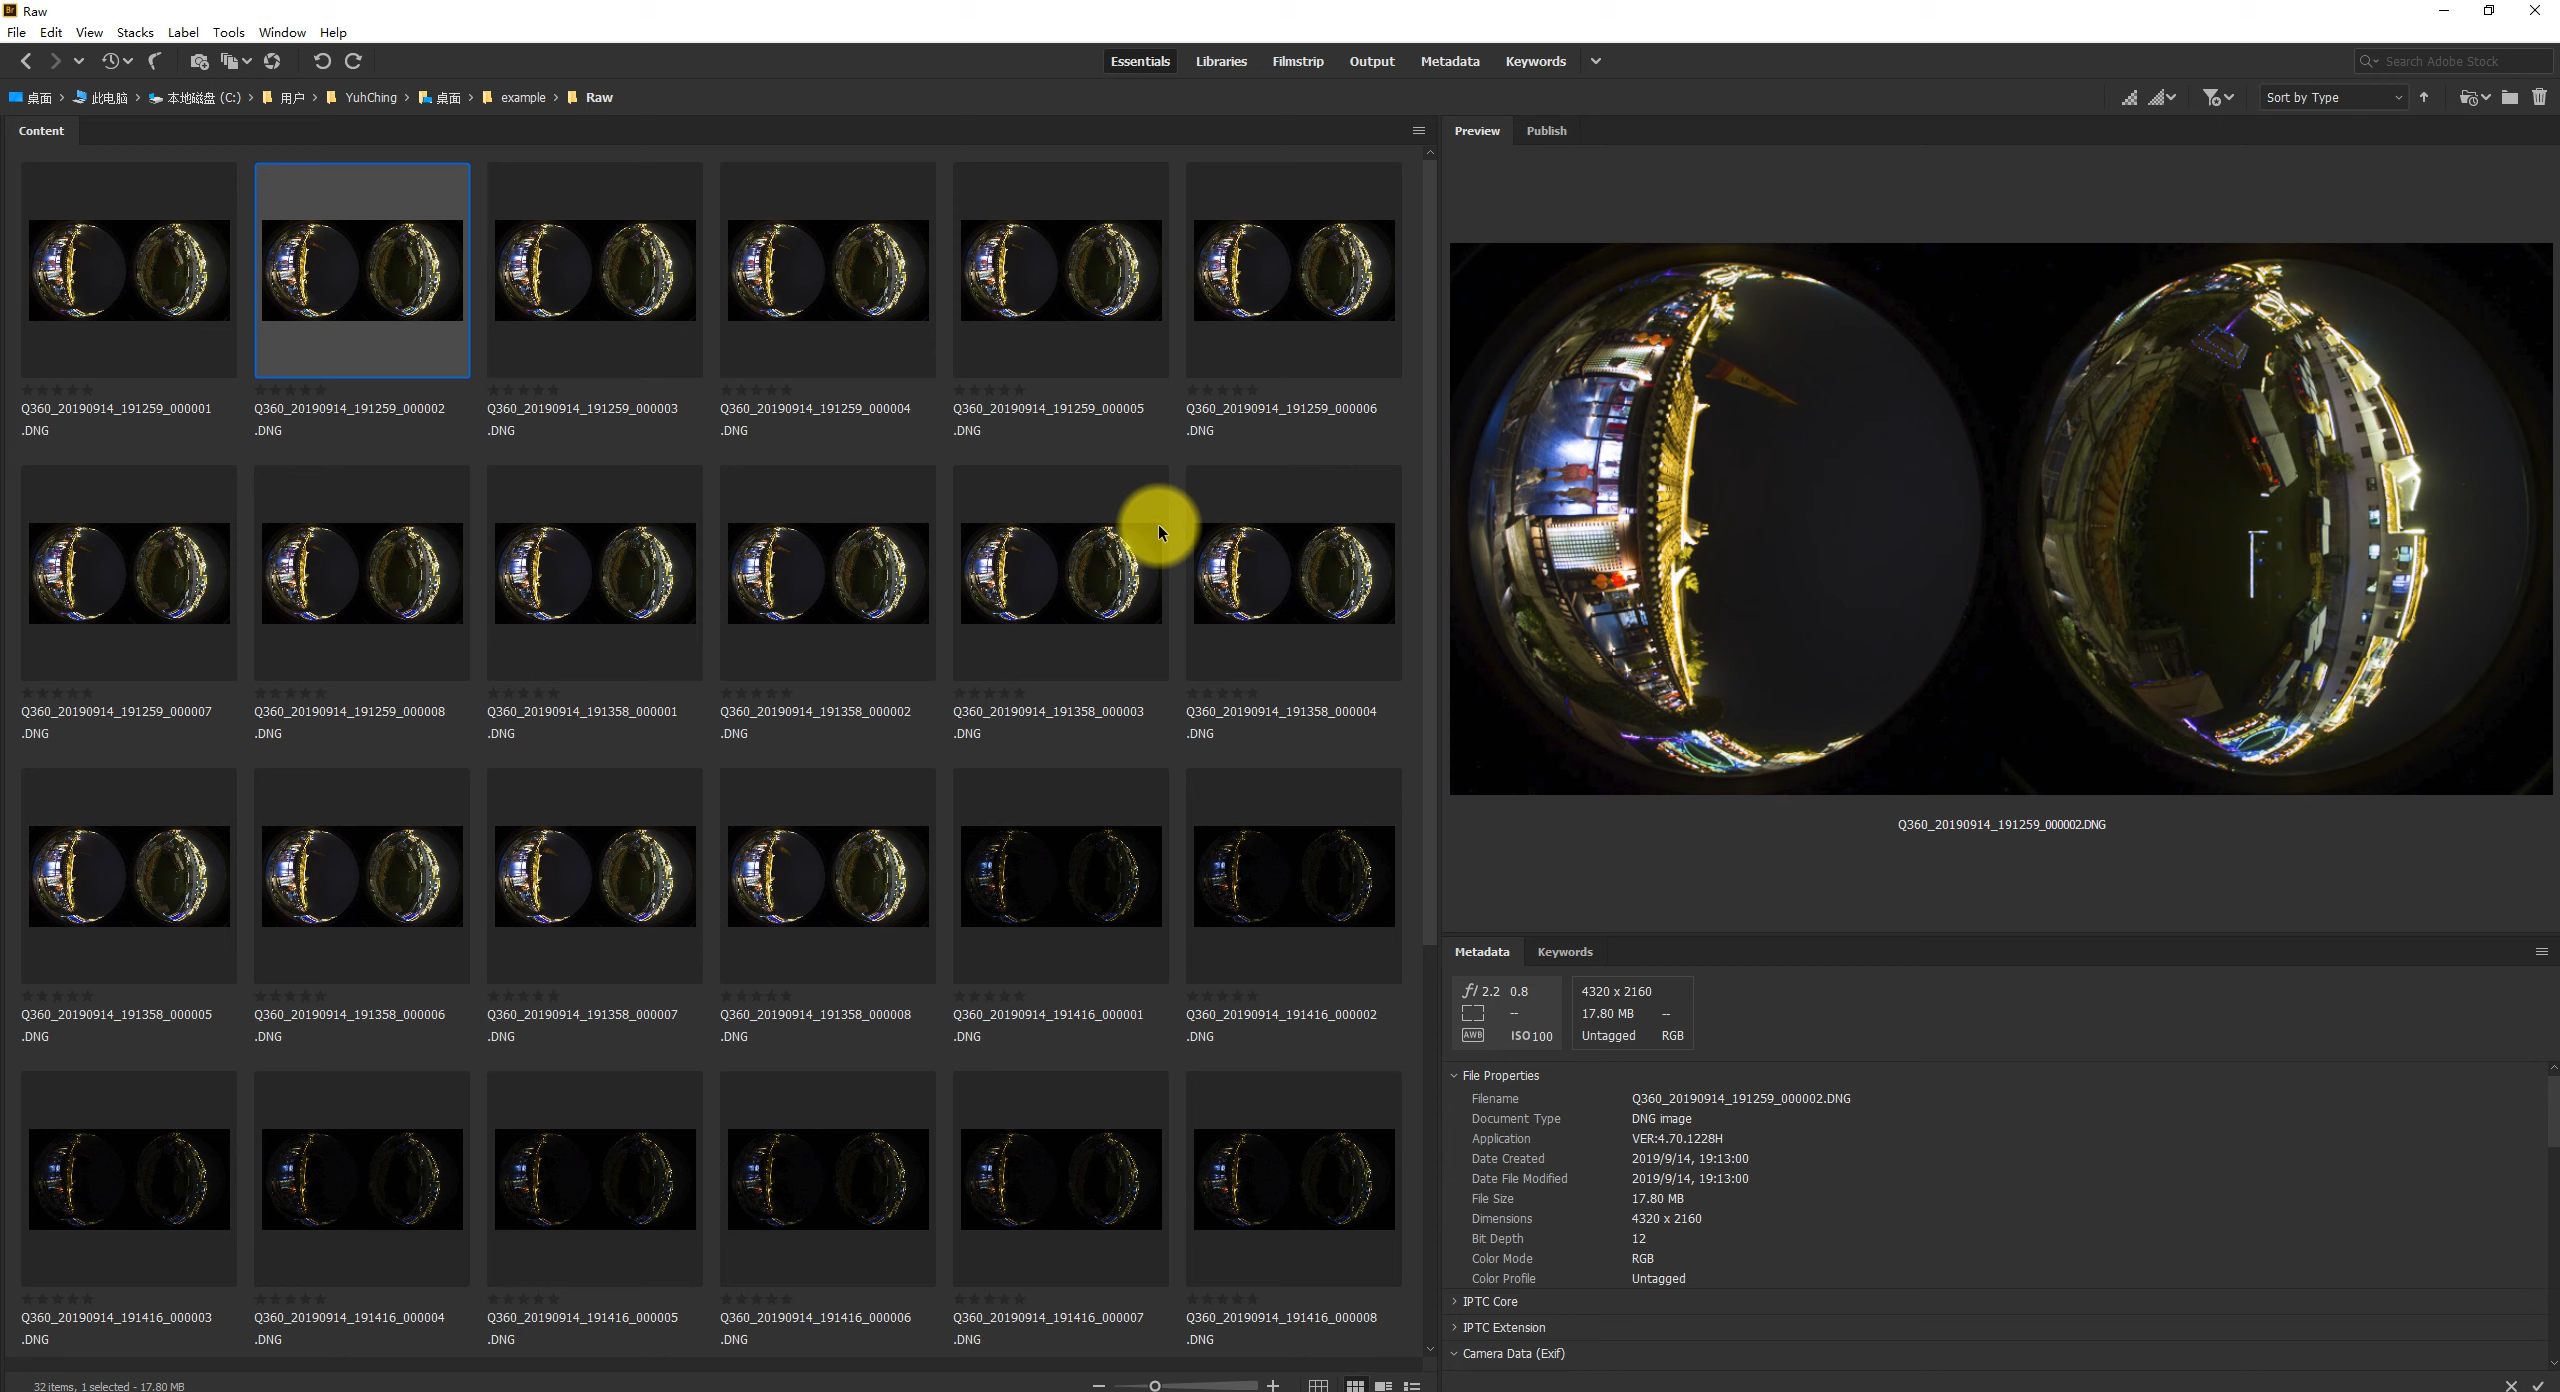 Br Raw
File Edit View Stacks Label Tools Window Help
Essentials Libraries Filmstrip Output Metadata Keywords
Search Adobe Stock
桌面 › 此电脑 › 本地磁盘 (C:) › 用户 › YuhChing › 桌面 › example › Raw
Sort by Type
Content
Preview Publish
Q360_20190914_191259_000001
.DNG
Q360_20190914_191259_000002
.DNG
Q360_20190914_191259_000003
.DNG
Q360_20190914_191259_000004
.DNG
Q360_20190914_191259_000005
.DNG
Q360_20190914_191259_000006
.DNG
Q360_20190914_191259_000007
.DNG
Q360_20190914_191259_000008
.DNG
Q360_20190914_191358_000001
.DNG
Q360_20190914_191358_000002
.DNG
Q360_20190914_191358_000003
.DNG
Q360_20190914_191358_000004
.DNG
Q360_20190914_191358_000005
.DNG
Q360_20190914_191358_000006
.DNG
Q360_20190914_191358_000007
.DNG
Q360_20190914_191358_000008
.DNG
Q360_20190914_191416_000001
.DNG
Q360_20190914_191416_000002
.DNG
Q360_20190914_191416_000003
.DNG
Q360_20190914_191416_000004
.DNG
Q360_20190914_191416_000005
.DNG
Q360_20190914_191416_000006
.DNG
Q360_20190914_191416_000007
.DNG
Q360_20190914_191416_000008
.DNG
32 items, 1 selected - 17.80 MB
Q360_20190914_191259_000002.DNG
Metadata Keywords
f/ 2.2 0.8
--
AWB ISO100
4320 x 2160
17.80 MB --
Untagged RGB
File Properties
Filename Q360_20190914_191259_000002.DNG
Document Type DNG image
Application VER:4.70.1228H
Date Created 2019/9/14, 19:13:00
Date File Modified 2019/9/14, 19:13:00
File Size 17.80 MB
Dimensions 4320 x 2160
Bit Depth 12
Color Mode RGB
Color Profile Untagged
IPTC Core
IPTC Extension
Camera Data (Exif)